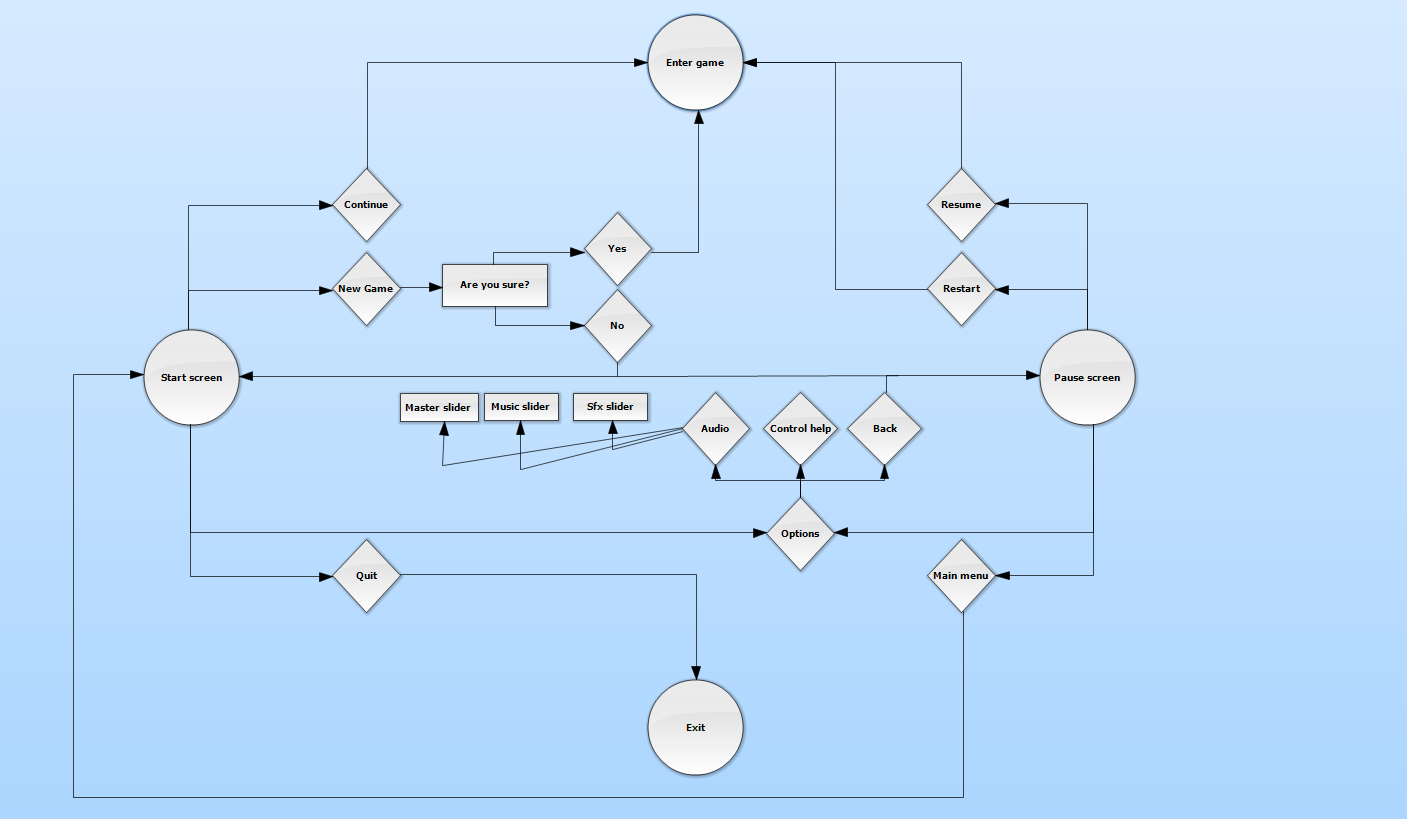 Enter game
Continue
Resume
Yes
New Game
Are you sure?
Restart
No
Start screen
Pause screen
Master slider
Music slider
Sfx slider
Audio
Control help
Back
Options
Quit
Main menu
Exit